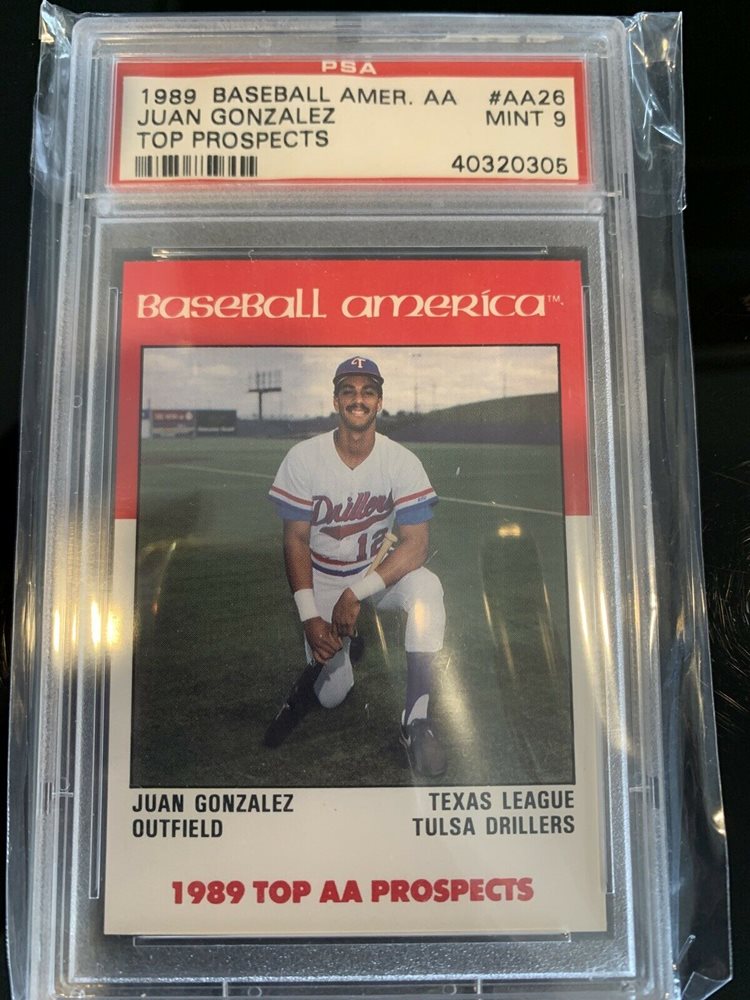 PSA
1989 BASEBALL AMER. AA #AA26
JUAN GONZALEZ MINT 9
TOP PROSPECTS
40320305
Baseball america™
T
Drillers
12
JUAN GONZALEZ TEXAS LEAGUE
OUTFIELD TULSA DRILLERS
1989 TOP AA PROSPECTS